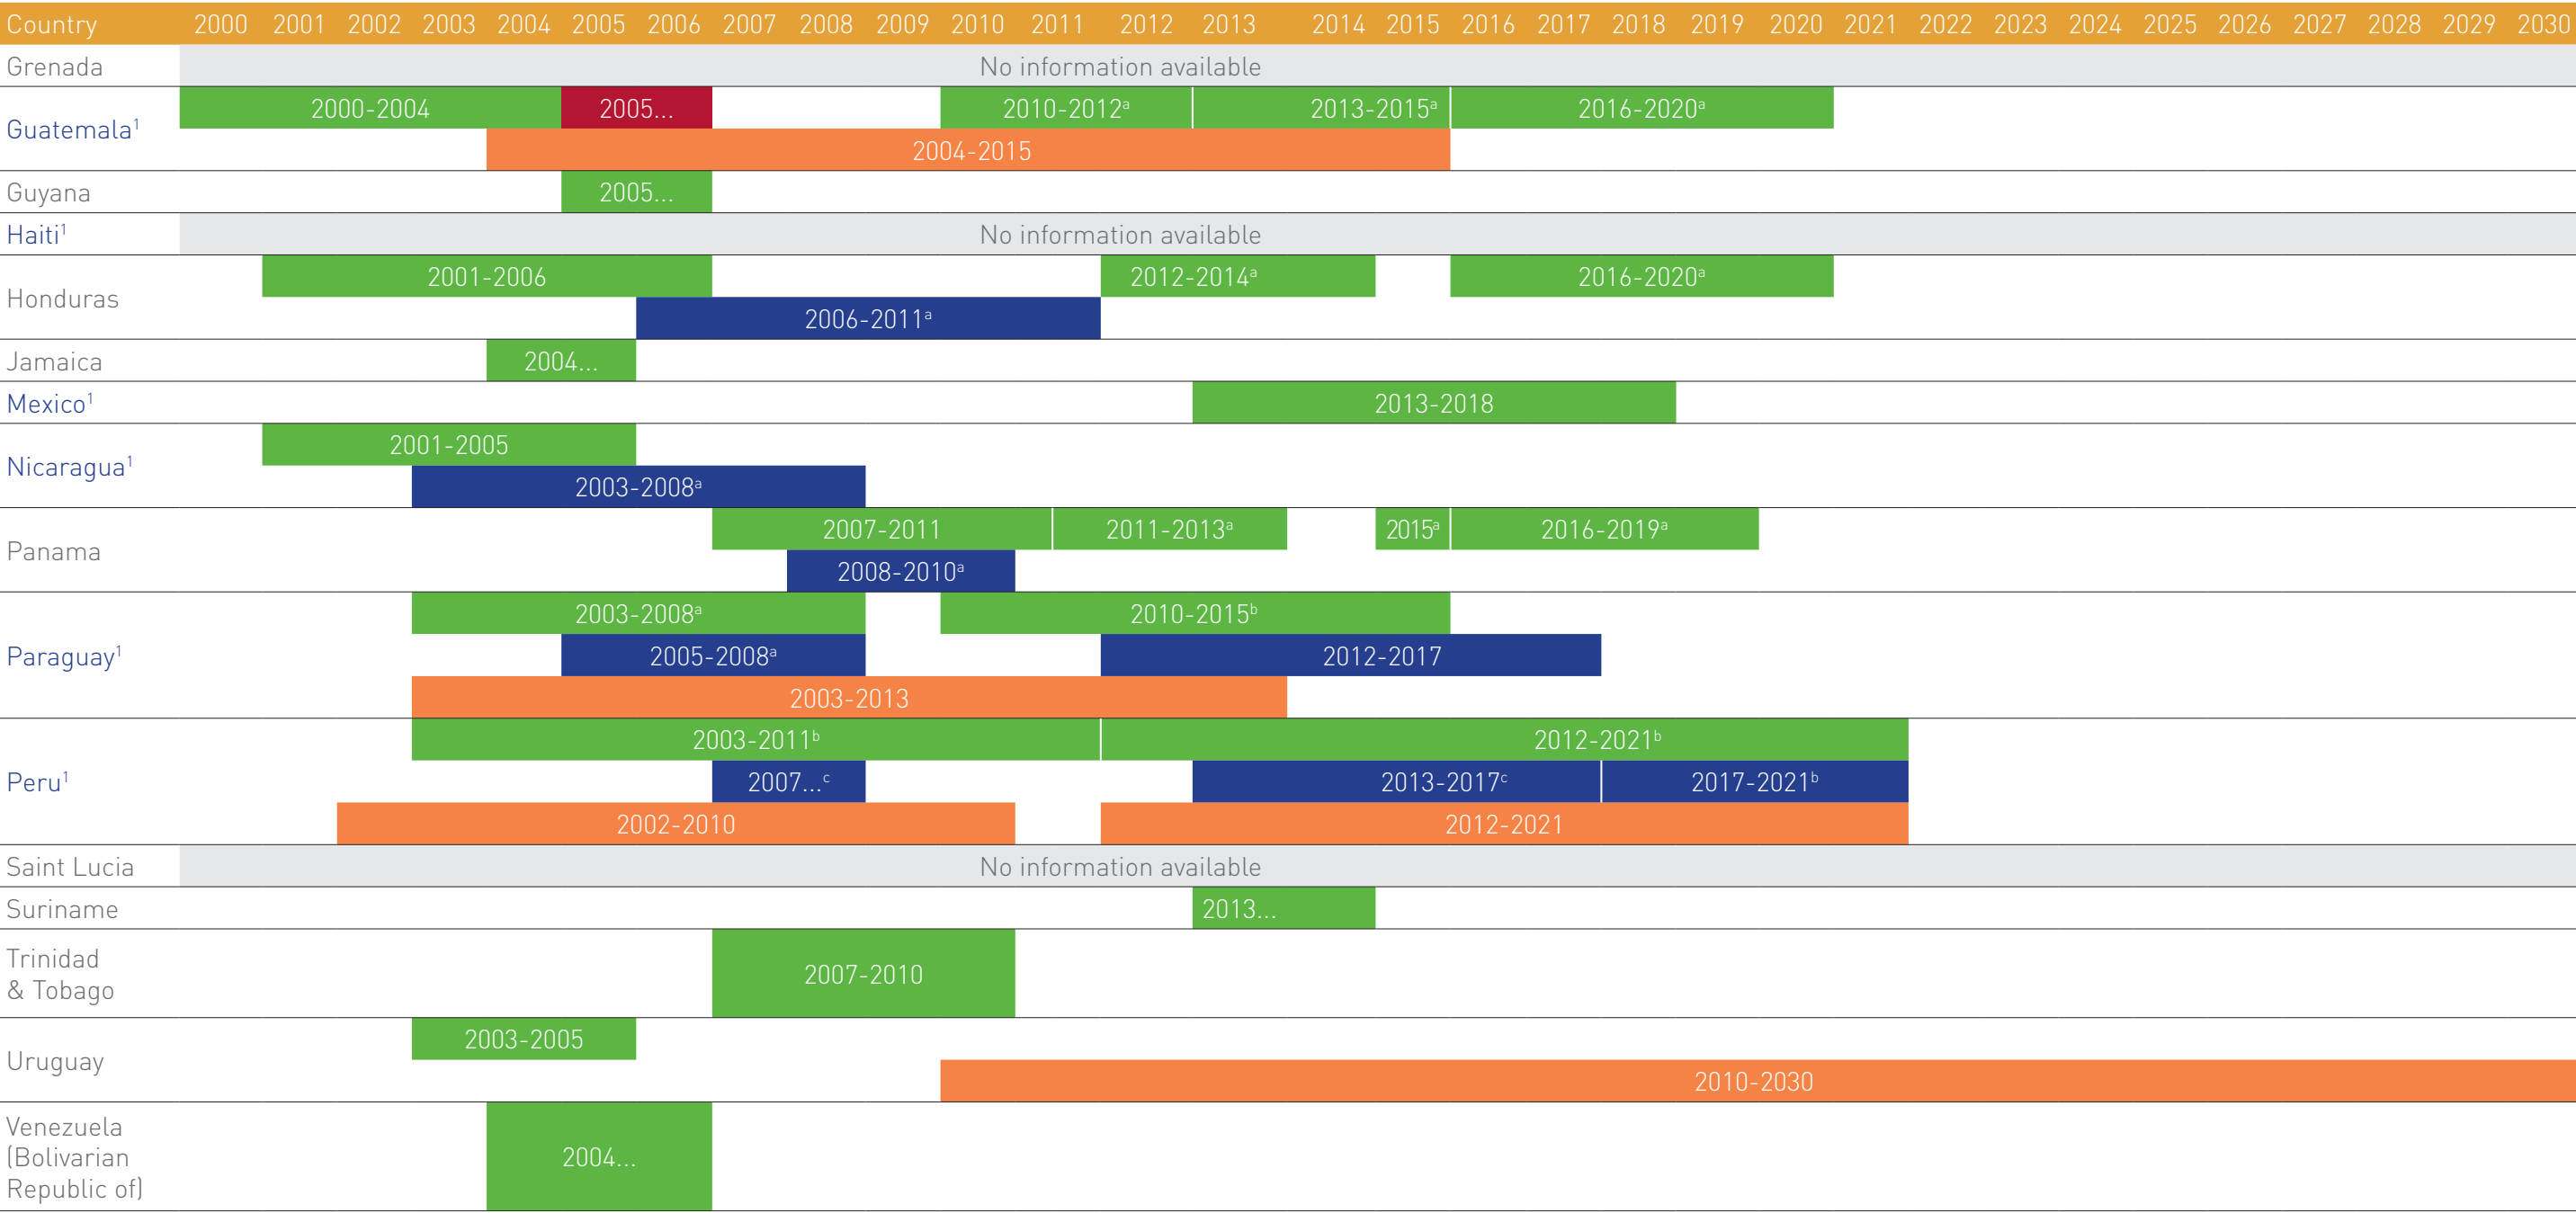 Country 2000 2001 2002 2003 2004 2005 2006 2007 2008 2009 2010 2011 2012 2013 2014 2015 2016 2017 2018 2019 2020 2021 2022 2023 2024 2025 2026 2027 2028 2029 2030
Grenada No information available
Guatemala¹ 2000-2004 2005... 2010-2012ᵃ 2013-2015ᵃ 2016-2020ᵃ
2004-2015
Guyana 2005...
Haiti¹ No information available
Honduras 2001-2006 2012-2014ᵃ 2016-2020ᵃ
2006-2011ᵃ
Jamaica 2004...
Mexico¹ 2013-2018
Nicaragua¹ 2001-2005
2003-2008ᵃ
Panama 2007-2011 2011-2013ᵃ 2015ᵃ 2016-2019ᵃ
2008-2010ᵃ
Paraguay¹ 2003-2008ᵃ 2010-2015ᵇ
2005-2008ᵃ 2012-2017
2003-2013
Peru¹ 2003-2011ᵇ 2012-2021ᵇ
2007...ᶜ 2013-2017ᶜ 2017-2021ᵇ
2002-2010 2012-2021
Saint Lucia No information available
Suriname 2013...
Trinidad
& Tobago 2007-2010
Uruguay 2003-2005
2010-2030
Venezuela
(Bolivarian 2004...
Republic of)